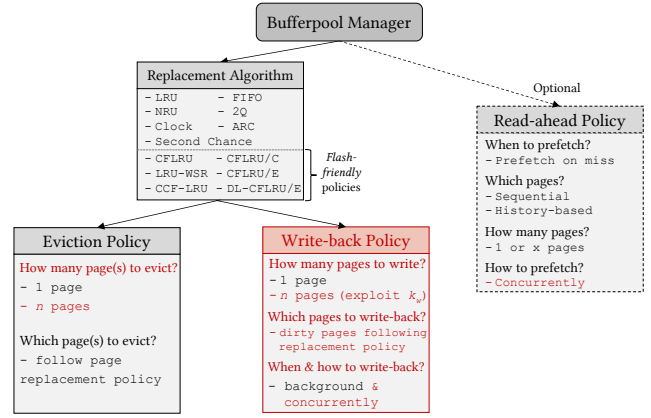 Bufferpool Manager
Replacement Algorithm
- LRU - FIFO
- NRU - 2Q
- Clock - ARC
- Second Chance
- CFLRU - CFLRU/C
- LRU-WSR - CFLRU/E
- CCF-LRU - DL-CFLRU/E
Flash-
friendly
policies
Optional
Read-ahead Policy
When to prefetch?
- Prefetch on miss
Which pages?
- Sequential
- History-based
How many pages?
- 1 or x pages
How to prefetch?
- Concurrently
Eviction Policy
How many page(s) to evict?
- 1 page
- n pages
Which page(s) to evict?
- follow page
replacement policy
Write-back Policy
How many pages to write?
- 1 page
- n pages (exploit kw)
Which pages to write-back?
- dirty pages following
replacement policy
When & how to write-back?
- background &
concurrently